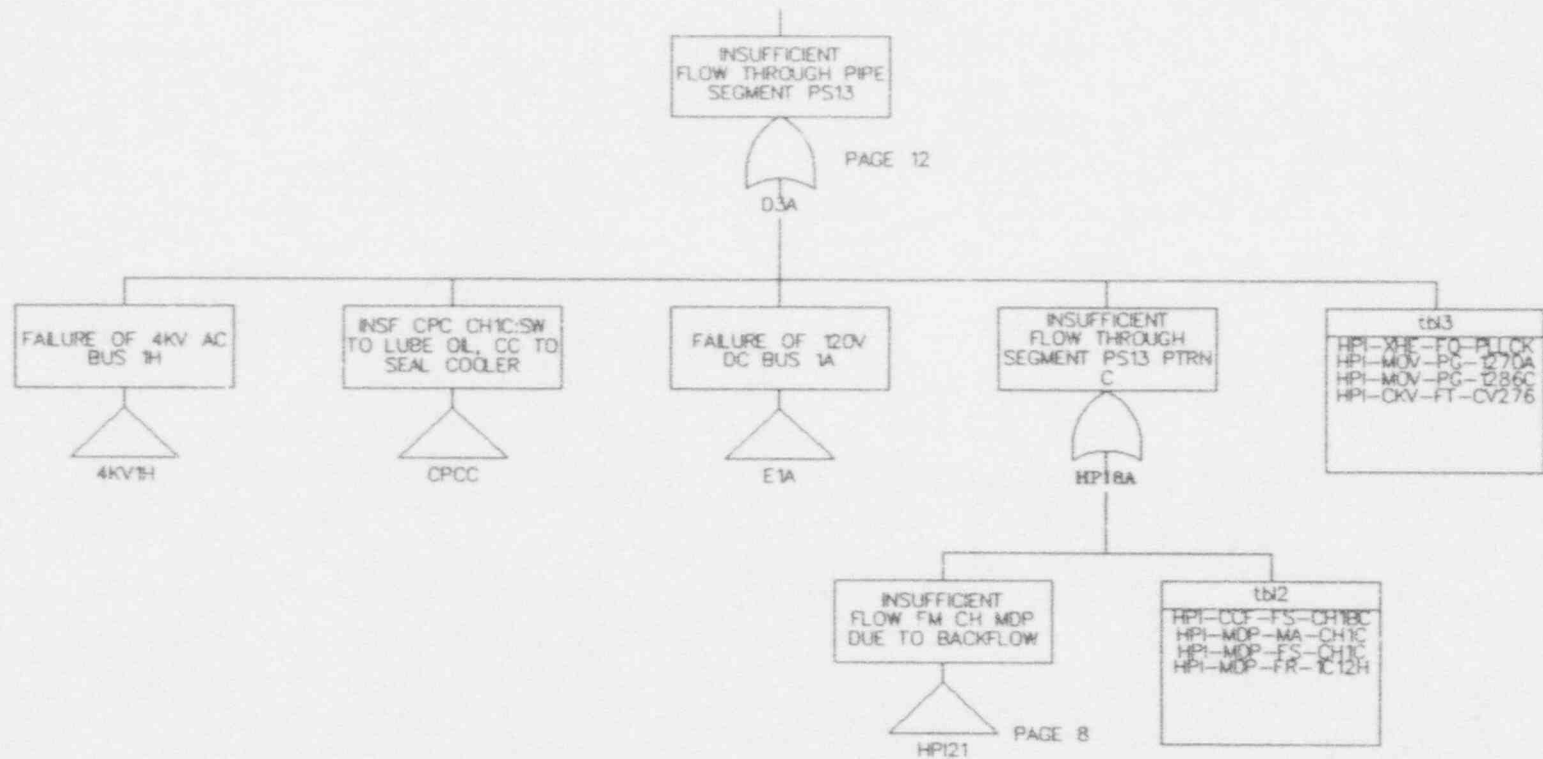 INSUFFICIENT
FLOW THROUGH PIPE
SEGMENT PS13
PAGE 12
D3A
FAILURE OF 4KV AC
BUS 1H
4KV1H
INSF CPC CH1C:SW
TO LUBE OIL, CC TO
SEAL COOLER
CPCC
FAILURE OF 120V
DC BUS 1A
E1A
INSUFFICIENT
FLOW THROUGH
SEGMENT PS13 PTRN
C
HP18A
tbl3
HPI-XHE-FO-PLLCK
HPI-MOV-PG-1270A
HPI-MOV-PG-1286C
HPI-CKV-FT-CV276
INSUFFICIENT
FLOW FM CH MDP
DUE TO BACKFLOW
HPI21
PAGE 8
tbl2
HPI-CCF-FS-CH1BC
HPI-MDP-MA-CH1C
HPI-MDP-FS-CH1C
HPI-MDP-FR-1C12H